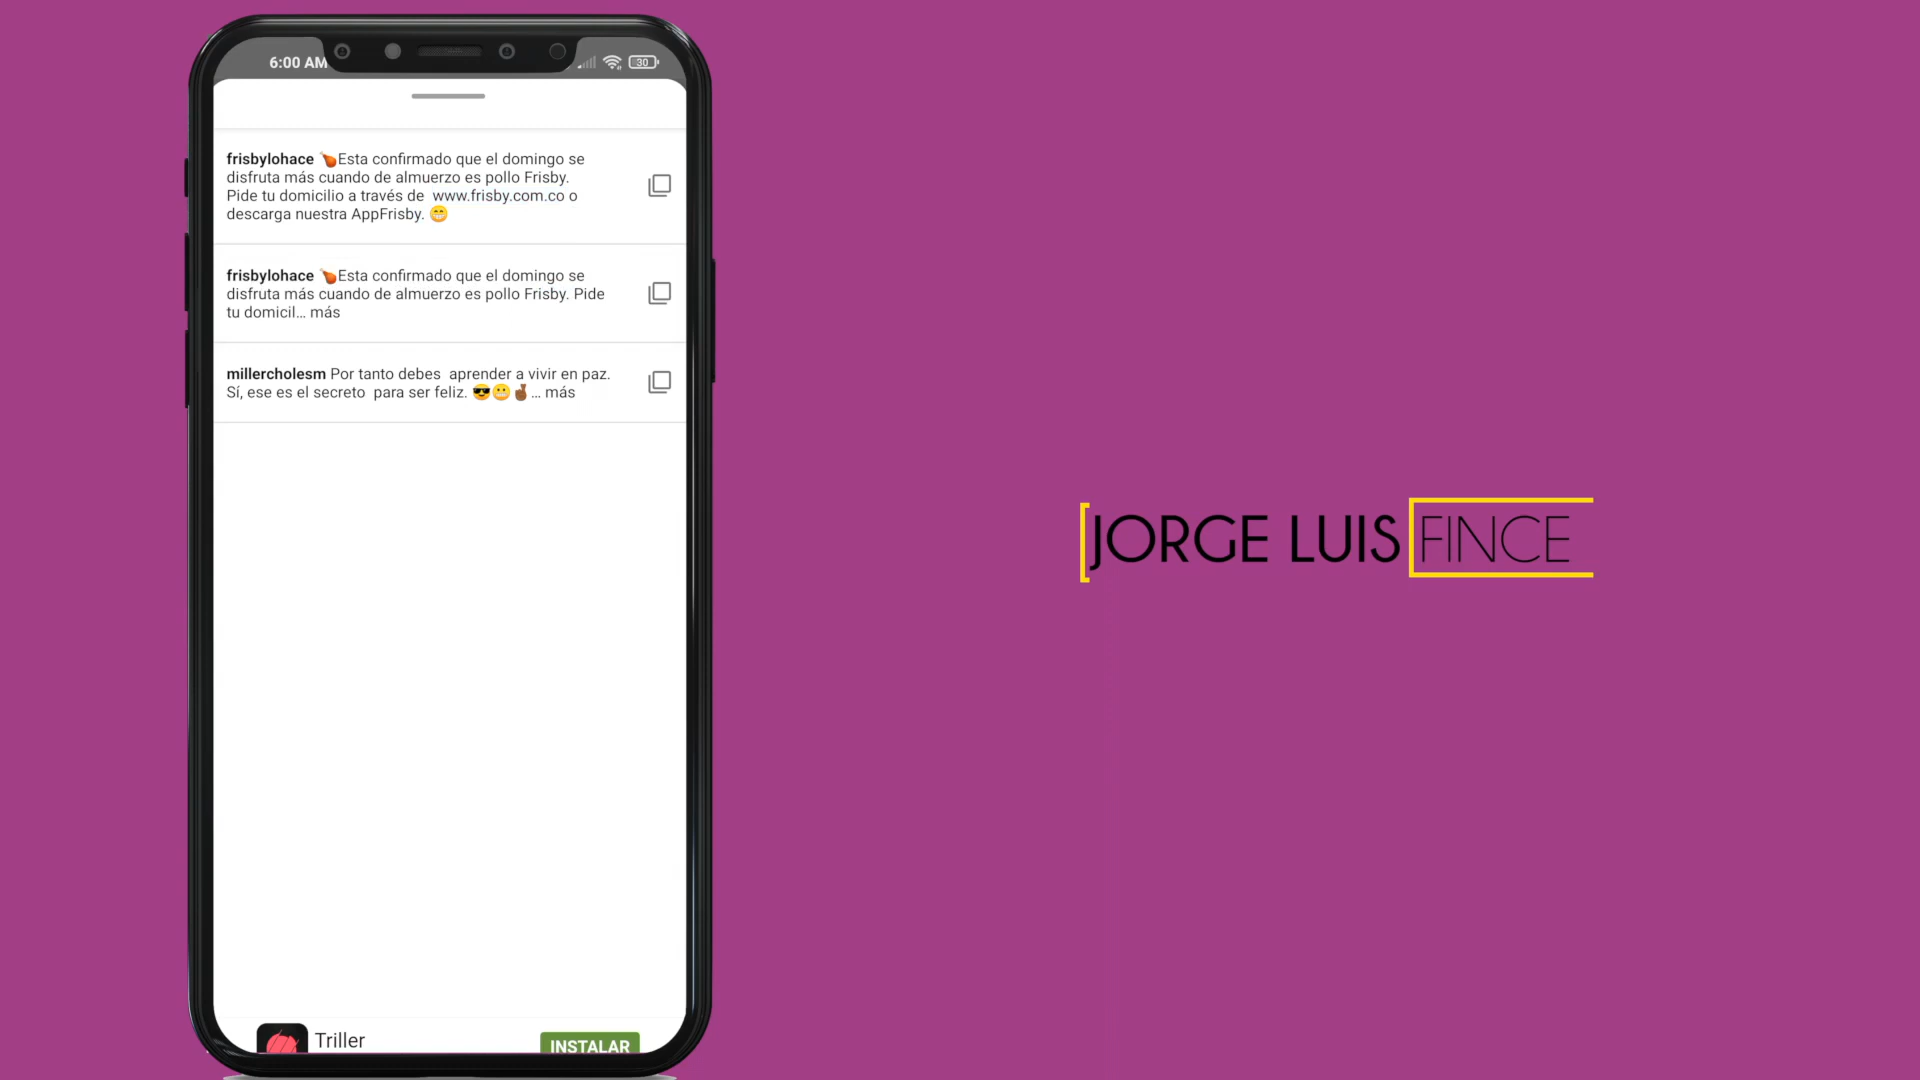 6:00 AM
30
frisbylohace 🍗Esta confirmado que el domingo se
disfruta más cuando de almuerzo es pollo Frisby.
Pide tu domicilio a través de  www.frisby.com.co o
descarga nuestra AppFrisby. 😁
frisbylohace 🍗Esta confirmado que el domingo se
disfruta más cuando de almuerzo es pollo Frisby. Pide
tu domicil... más
millercholesm Por tanto debes  aprender a vivir en paz.
Sí, ese es el secreto  para ser feliz. 😎😬🤞🏾... más
Triller
INSTALAR
JORGE LUIS FINCE